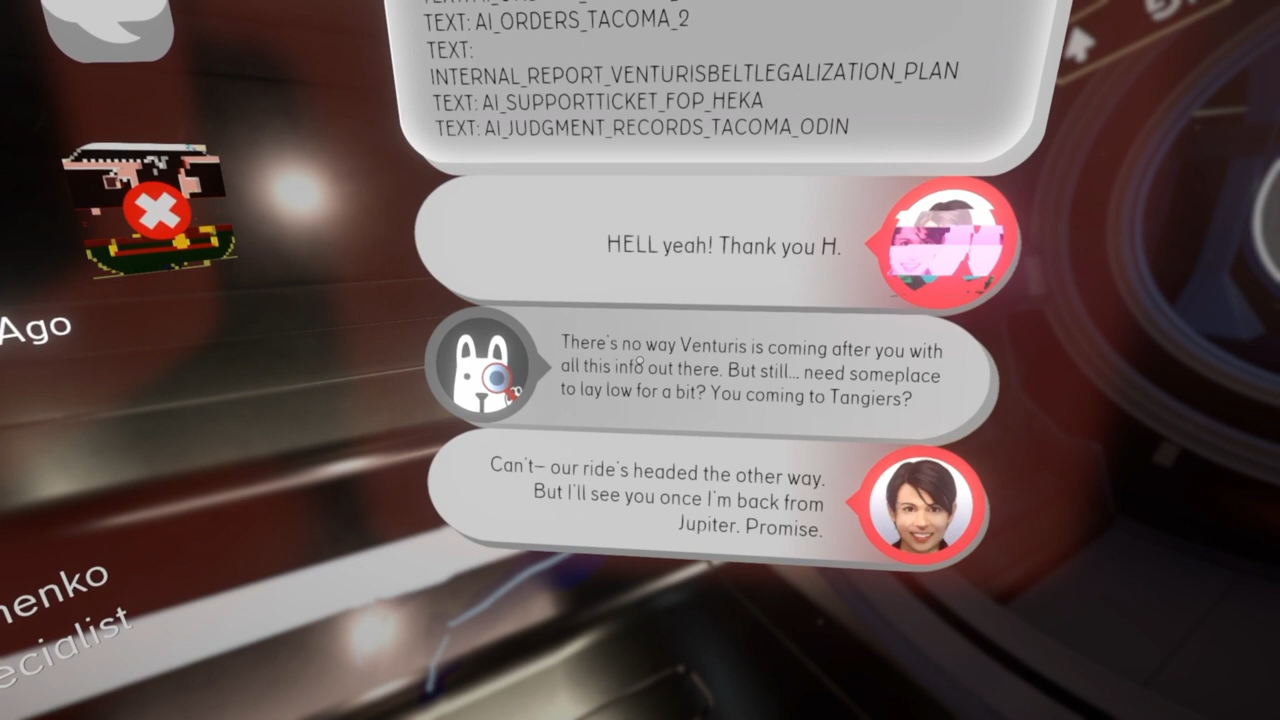 TEXT: AI_ORDERS_TACOMA_2
TEXT:
INTERNAL_REPORT_VENTURISBELTLEGALIZATION_PLAN
TEXT: AI_SUPPORTTICKET_FOP_HEKA
TEXT: AI_JUDGMENT_RECORDS_TACOMA_ODIN
HELL yeah! Thank you H.
There's no way Venturis is coming after you with
all this inf8 out there. But still... need someplace
to lay low for a bit? You coming to Tangiers?
Can't– our ride's headed the other way.
But I'll see you once I'm back from
Jupiter. Promise.
Ago
henko
ecialist